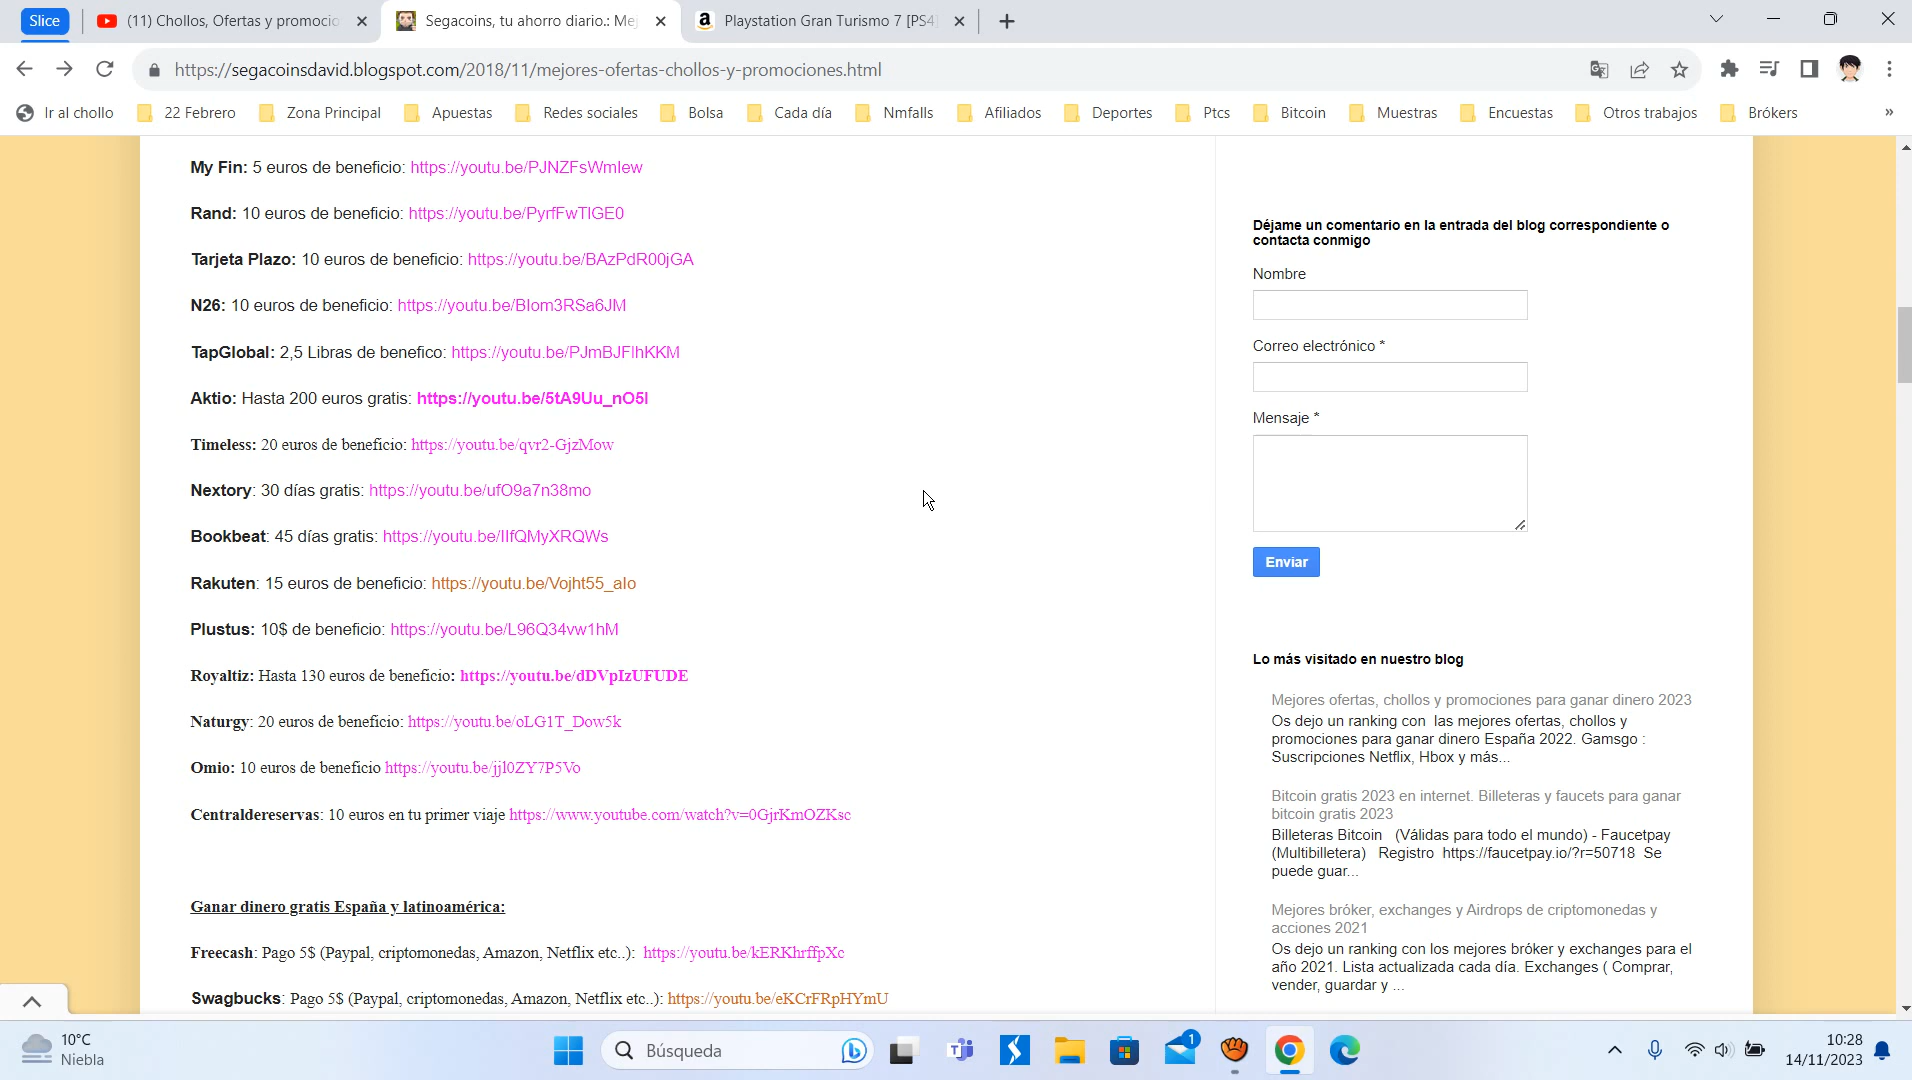 Slice
(11) Chollos, Ofertas y promocio
Segacoins, tu ahorro diario.: Mej
Playstation Gran Turismo 7 [PS4
https://segacoinsdavid.blogspot.com/2018/11/mejores-ofertas-chollos-y-promociones.html
Ir al chollo
22 Febrero
Zona Principal
Apuestas
Redes sociales
Bolsa
Cada día
Nmfalls
Afiliados
Deportes
Ptcs
Bitcoin
Muestras
Encuestas
Otros trabajos
Brókers
»
My Fin: 5 euros de beneficio: https://youtu.be/PJNZFsWmIew
Rand: 10 euros de beneficio: https://youtu.be/PyrfFwTIGE0
Tarjeta Plazo: 10 euros de beneficio: https://youtu.be/BAzPdR00jGA
N26: 10 euros de beneficio: https://youtu.be/BIom3RSa6JM
TapGlobal: 2,5 Libras de benefico: https://youtu.be/PJmBJFlhKKM
Aktio: Hasta 200 euros gratis: https://youtu.be/5tA9Uu_nO5I
Timeless: 20 euros de beneficio: https://youtu.be/qvr2-GjzMow
Nextory: 30 días gratis: https://youtu.be/ufO9a7n38mo
Bookbeat: 45 días gratis: https://youtu.be/IIfQMyXRQWs
Rakuten: 15 euros de beneficio: https://youtu.be/Vojht55_aIo
Plustus: 10$ de beneficio: https://youtu.be/L96Q34vw1hM
Royaltiz: Hasta 130 euros de beneficio: https://youtu.be/dDVpIzUFUDE
Naturgy: 20 euros de beneficio: https://youtu.be/oLG1T_Dow5k
Omio: 10 euros de beneficio https://youtu.be/jjl0ZY7P5Vo
Centraldereservas: 10 euros en tu primer viaje https://www.youtube.com/watch?v=0GjrKmOZKsc
Ganar dinero gratis España y latinoamérica:
Freecash: Pago 5$ (Paypal, criptomonedas, Amazon, Netflix etc..): https://youtu.be/kERKhrffpXc
Swagbucks: Pago 5$ (Paypal, criptomonedas, Amazon, Netflix etc..): https://youtu.be/eKCrFRpHYmU
Déjame un comentario en la entrada del blog correspondiente o
contacta conmigo
Nombre
Correo electrónico *
Mensaje *
Enviar
Lo más visitado en nuestro blog
Mejores ofertas, chollos y promociones para ganar dinero 2023
Os dejo un ranking con las mejores ofertas, chollos y
promociones para ganar dinero España 2022. Gamsgo :
Suscripciones Netflix, Hbox y más...
Bitcoin gratis 2023 en internet. Billeteras y faucets para ganar
bitcoin gratis 2023
Billeteras Bitcoin (Válidas para todo el mundo) - Faucetpay
(Multibilletera) Registro https://faucetpay.io/?r=50718 Se
puede guar...
Mejores bróker, exchanges y Airdrops de criptomonedas y
acciones 2021
Os dejo un ranking con los mejores bróker y exchanges para el
año 2021. Lista actualizada cada día. Exchanges ( Comprar,
vender, guardar y ...
10°C
Niebla
Búsqueda
1
10:28
14/11/2023